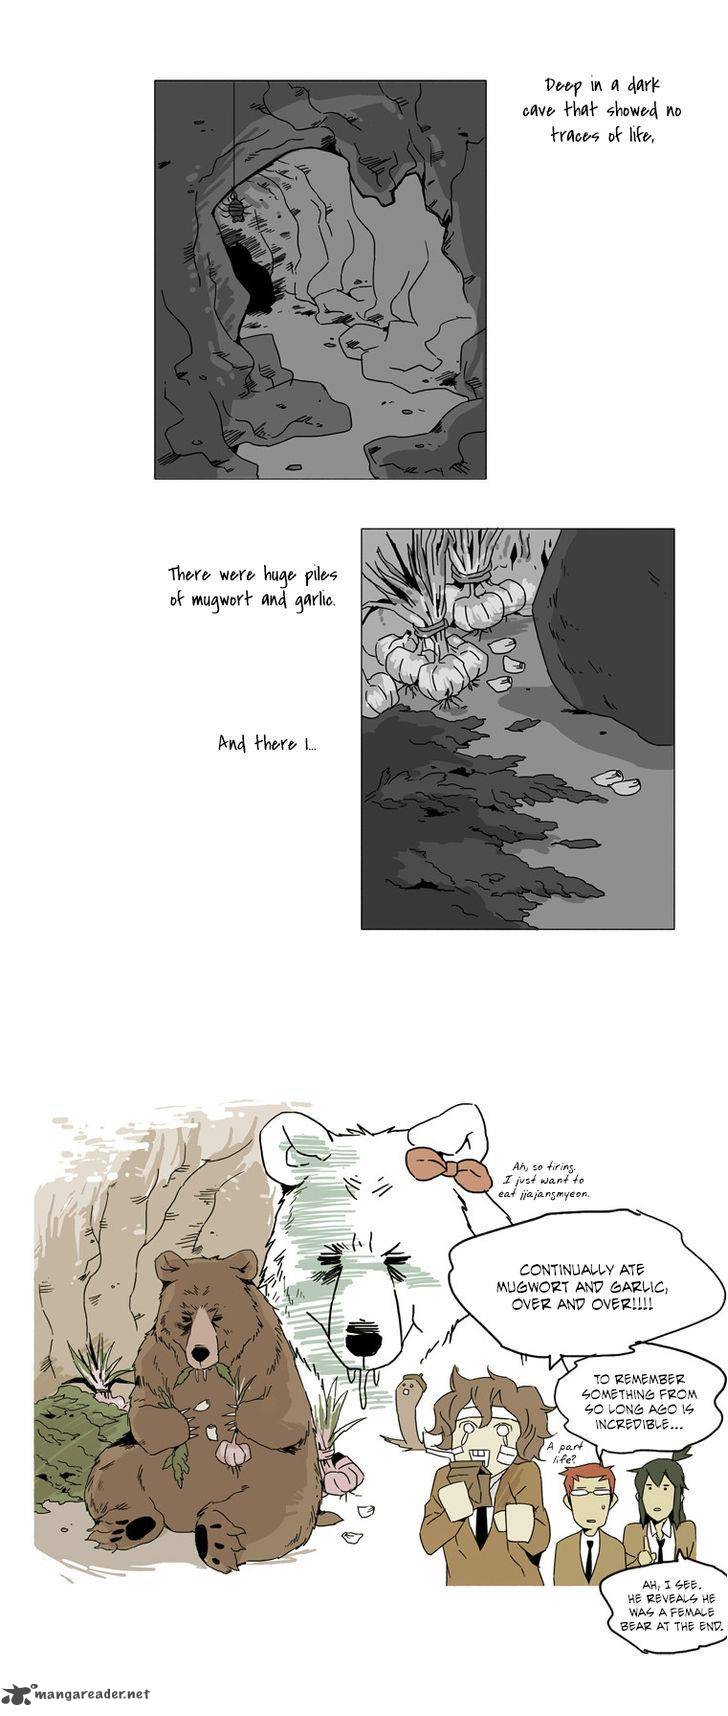 Deep in a dark
cave that showed no
traces of life,
There were huge piles
of mugwort and garlic.
And there I...
Ah, so tiring.
I just want to
eat jjajangmyeon.
CONTINUALLY ATE
MUGWORT AND GARLIC,
OVER AND OVER!!!!
TO REMEMBER
SOMETHING FROM
SO LONG AGO IS
INCREDIBLE...
A part
life?
AH, I SEE.
HE REVEALS HE
WAS A FEMALE
BEAR AT THE END.
mangareader.net